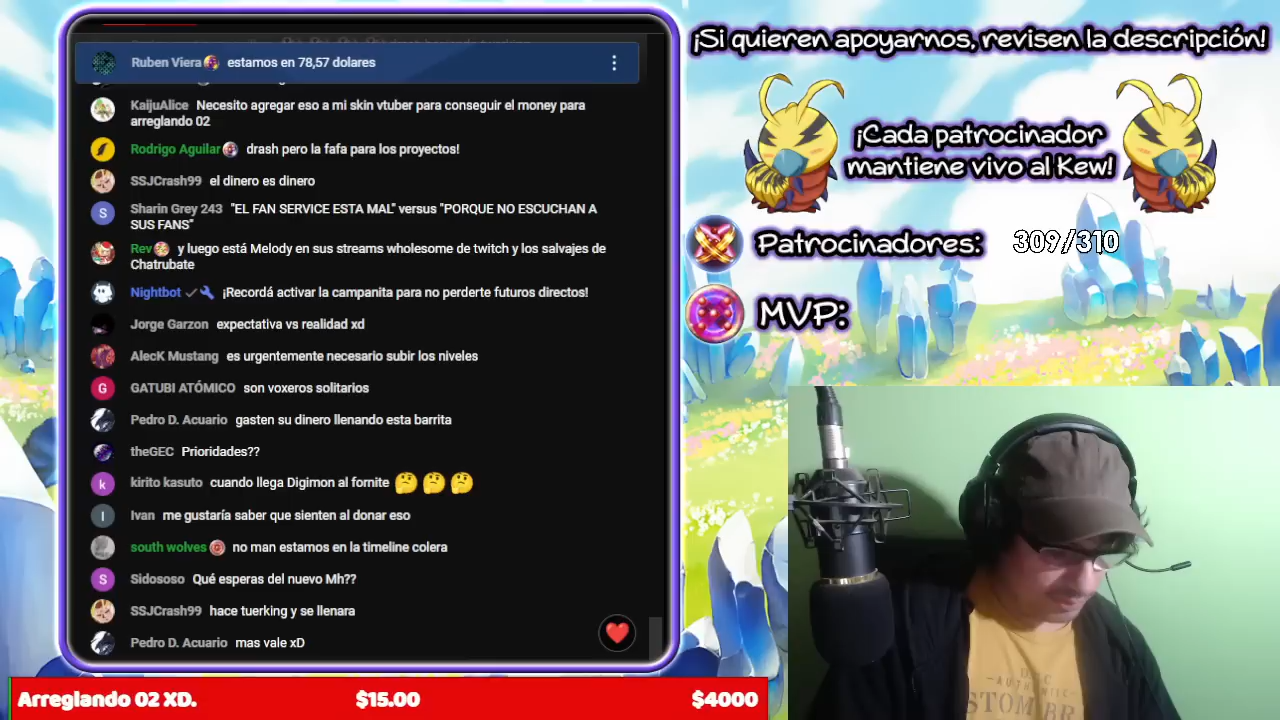 Ruben Viera estamos en 78,57 dolares
KaijuAlice Necesito agregar eso a mi skin vtuber para conseguir el money para
arreglando 02
Rodrigo Aguilar drash pero la fafa para los proyectos!
SSJCrash99 el dinero es dinero
Sharin Grey 243 "EL FAN SERVICE ESTA MAL" versus "PORQUE NO ESCUCHAN A
SUS FANS"
Rev y luego está Melody en sus streams wholesome de twitch y los salvajes de
Chatrubate
Nightbot ¡Recordá activar la campanita para no perderte futuros directos!
Jorge Garzon expectativa vs realidad xd
AlecK Mustang es urgentemente necesario subir los niveles
G GATUBI ATÓMICO son voxeros solitarios
Pedro D. Acuario gasten su dinero llenando esta barrita
theGEC Prioridades??
k kirito kasuto cuando llega Digimon al fornite 🤔 🤔 🤔
I Ivan me gustaría saber que sienten al donar eso
south wolves no man estamos en la timeline colera
S Sidososo Qué esperas del nuevo Mh??
SSJCrash99 hace tuerking y se llenara
Pedro D. Acuario mas vale xD
¡Si quieren apoyarnos, revisen la descripción!
¡Cada patrocinador
mantiene vivo al Kew!
Patrocinadores: 309/310
MVP:
Arreglando 02 XD. $15.00 $4000